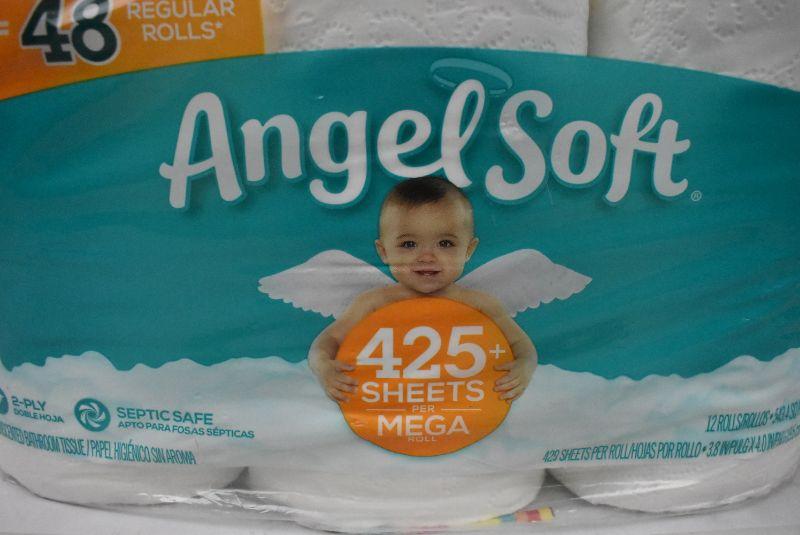 = 48 REGULAR
ROLLS*
Angel Soft®
425+
SHEETS
PER
MEGA
ROLL
2-PLY
DOBLE HOJA
SEPTIC SAFE
APTO PARA FOSAS SÉPTICAS
BATHROOM TISSUE / PAPEL HIGIÉNICO SIN AROMA
12 ROLLS/ROLLOS •
429 SHEETS PER ROLL/HOJAS POR ROLLO • 3.8 IN/PULG X 4.0 IN/